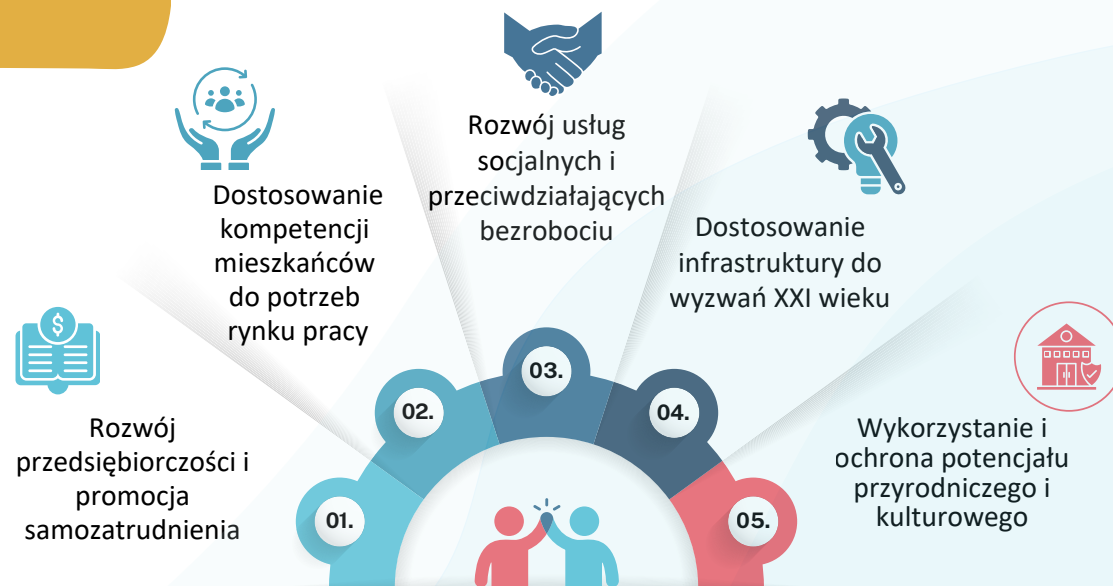 01.
Rozwój
przedsiębiorczości i
promocja
samozatrudnienia
02.
Dostosowanie
kompetencji
mieszkańców
do potrzeb
rynku pracy
03.
Rozwój usług
socjalnych i
przeciwdziałających
bezrobociu
04.
Dostosowanie
infrastruktury do
wyzwań XXI wieku
05.
Wykorzystanie i
ochrona potencjału
przyrodniczego i
kulturowego
$